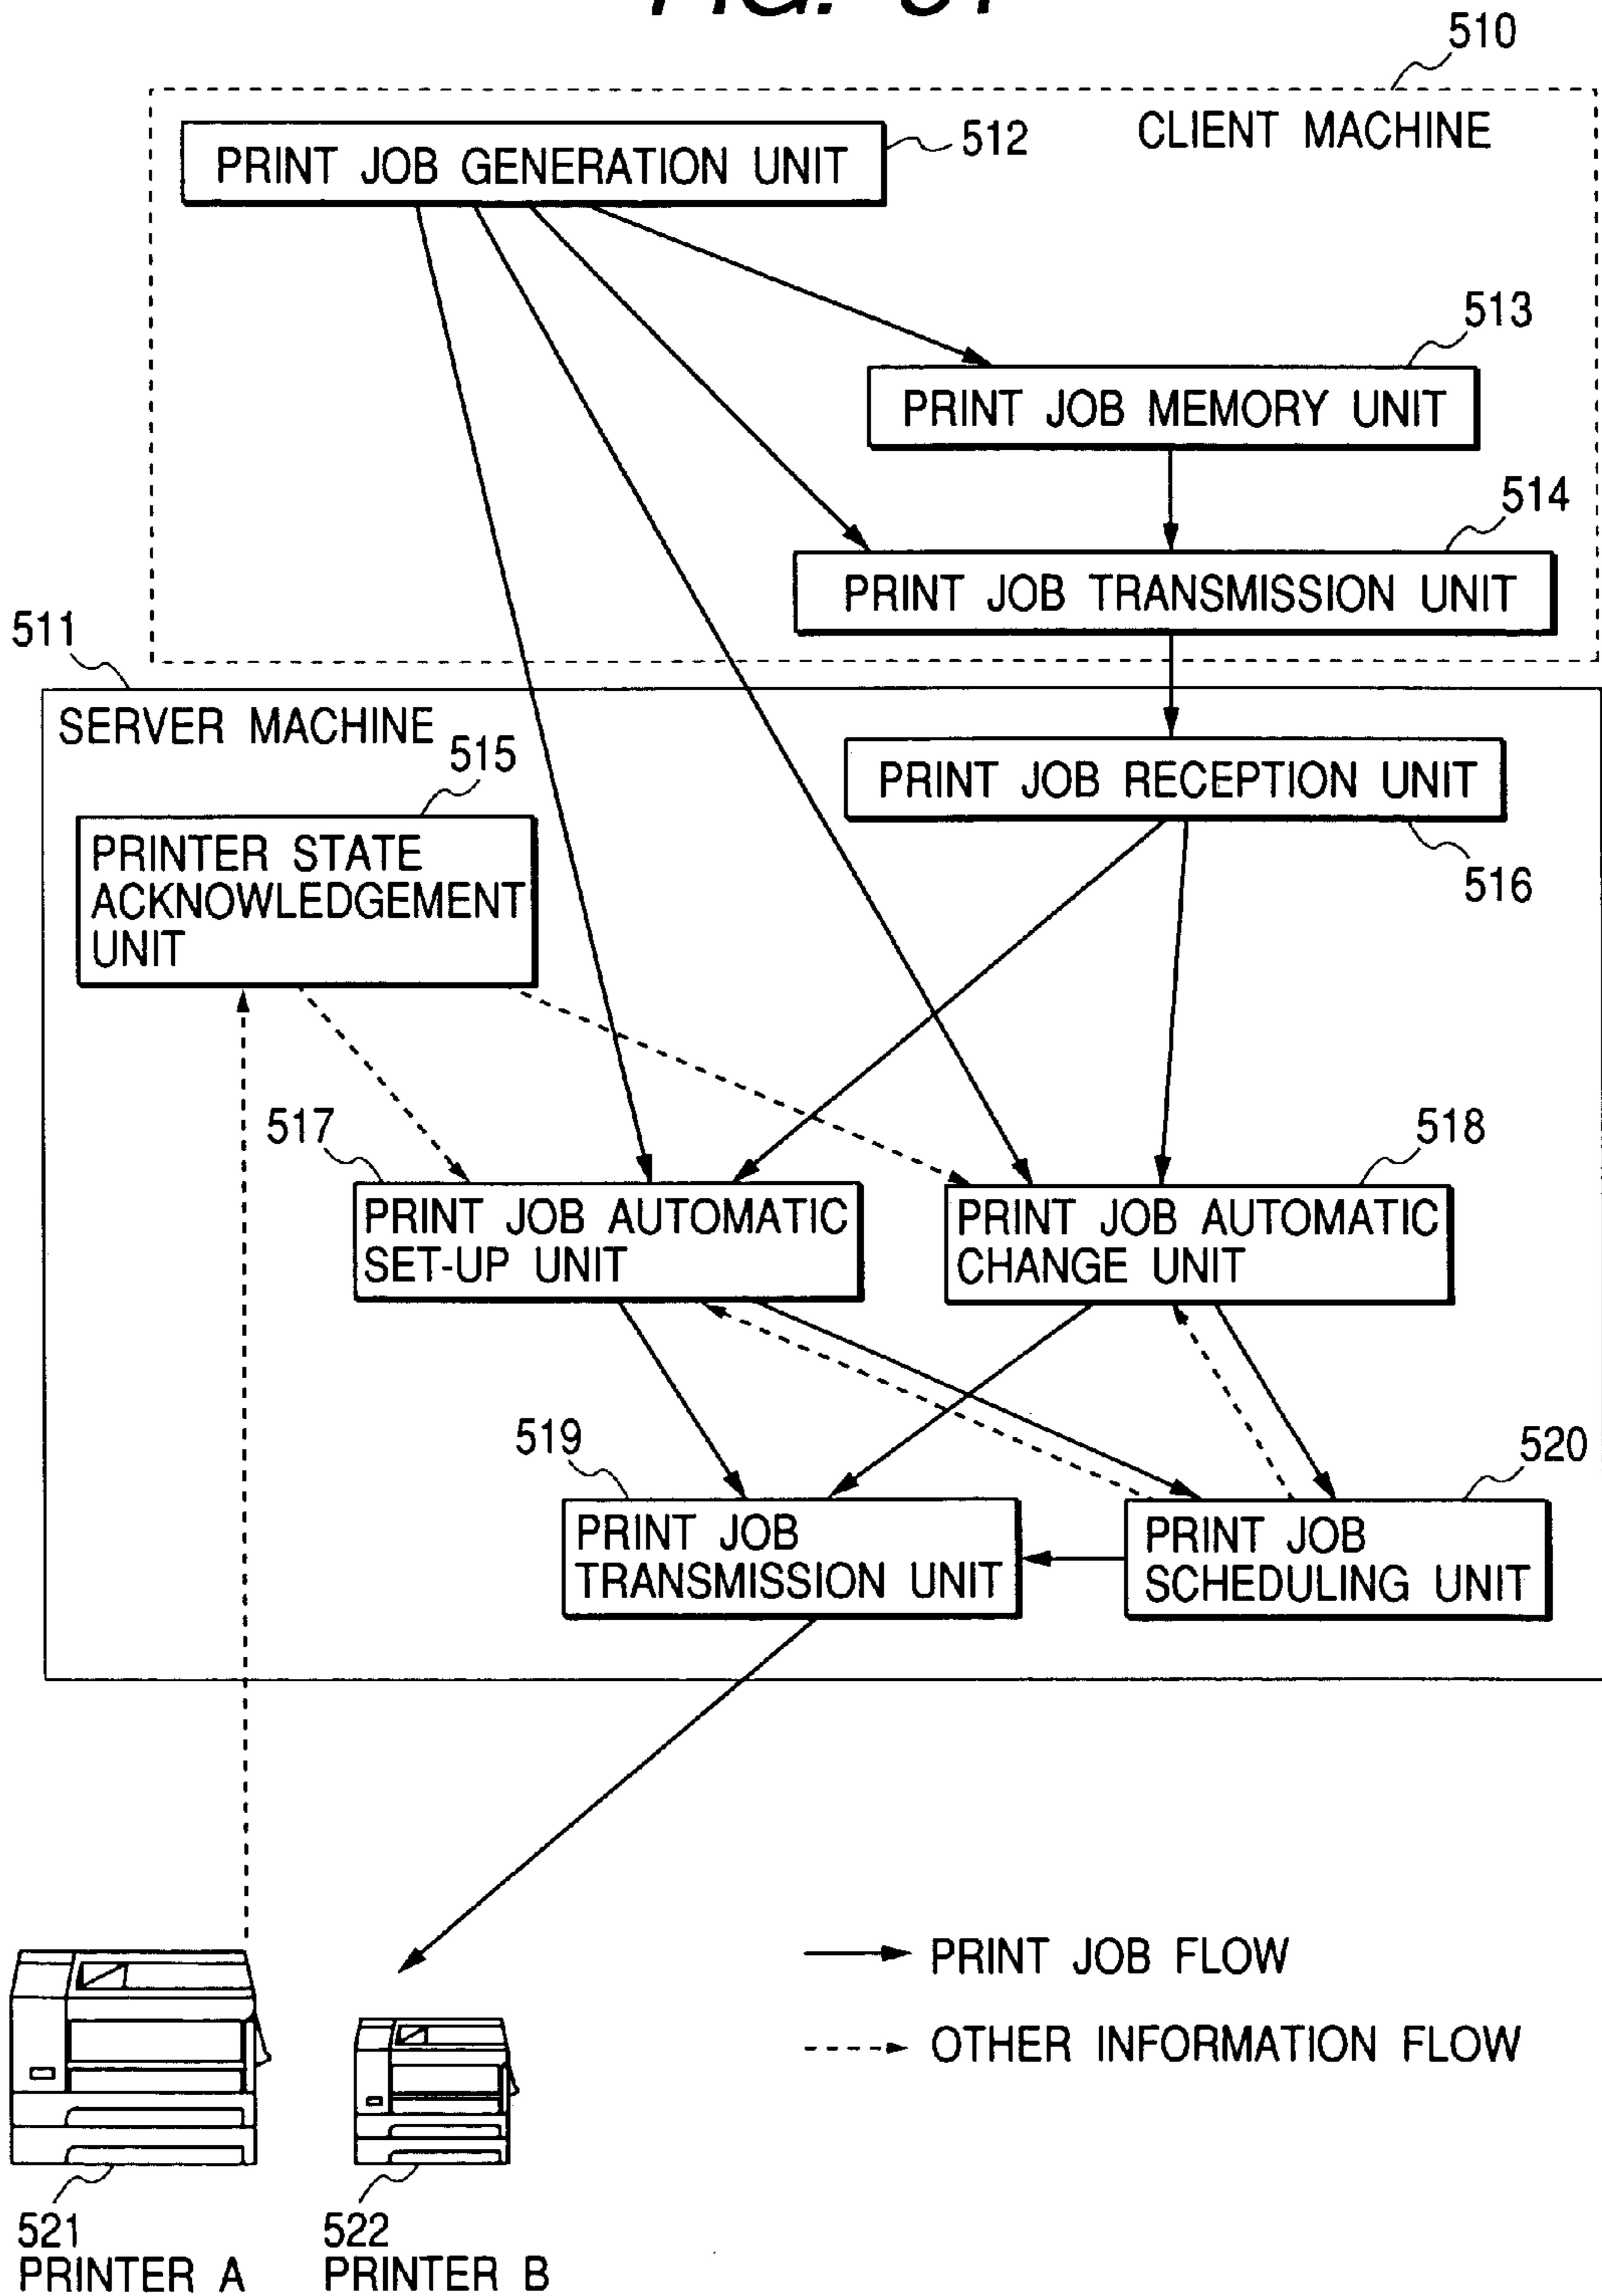 510
CLIENT MACHINE
PRINT JOB GENERATION UNIT
512
513
PRINT JOB MEMORY UNIT
514
PRINT JOB TRANSMISSION UNIT
511
SERVER MACHINE
515
PRINT JOB RECEPTION UNIT
516
PRINTER STATE
ACKNOWLEDGEMENT
UNIT
517
518
PRINT JOB AUTOMATIC
SET-UP UNIT
PRINT JOB AUTOMATIC
CHANGE UNIT
519
520
PRINT JOB
TRANSMISSION UNIT
PRINT JOB
SCHEDULING UNIT
PRINT JOB FLOW
OTHER INFORMATION FLOW
521
PRINTER A
522
PRINTER B